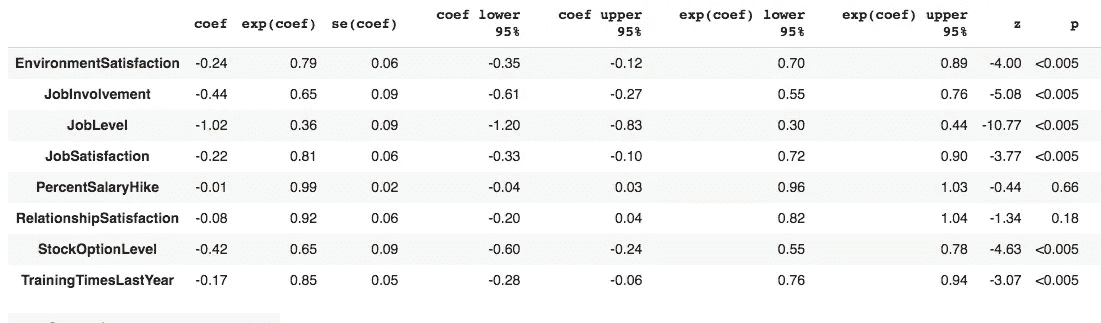 coef exp(coef) se(coef) coef lower 95% coef upper 95% exp(coef) lower 95% exp(coef) upper 95% z p
EnvironmentSatisfaction -0.24 0.79 0.06 -0.35 -0.12 0.70 0.89 -4.00 <0.005
JobInvolvement -0.44 0.65 0.09 -0.61 -0.27 0.55 0.76 -5.08 <0.005
JobLevel -1.02 0.36 0.09 -1.20 -0.83 0.30 0.44 -10.77 <0.005
JobSatisfaction -0.22 0.81 0.06 -0.33 -0.10 0.72 0.90 -3.77 <0.005
PercentSalaryHike -0.01 0.99 0.02 -0.04 0.03 0.96 1.03 -0.44 0.66
RelationshipSatisfaction -0.08 0.92 0.06 -0.20 0.04 0.82 1.04 -1.34 0.18
StockOptionLevel -0.42 0.65 0.09 -0.60 -0.24 0.55 0.78 -4.63 <0.005
TrainingTimesLastYear -0.17 0.85 0.05 -0.28 -0.06 0.76 0.94 -3.07 <0.005